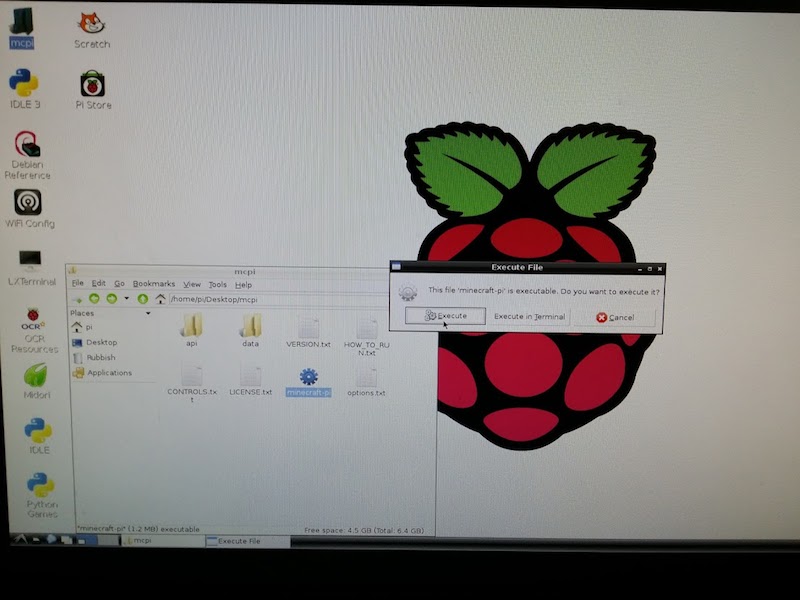 mcpi
Scratch
IDLE 3
Pi Store
Debian
Reference
WiFi Config
LXTerminal
OCR
OCR
Resources
Midori
IDLE
Python
Games
mcpi
File Edit Go Bookmarks View Tools Help
/home/pi/Desktop/mcpi
Places
pi
Desktop
Rubbish
Applications
api
data
VERSION.txt
HOW_TO_RU
N.txt
CONTROLS.tx
t
LICENSE.txt
minecraft-pi
options.txt
"minecraft-pi" (1.2 MB) executable
Free space: 4.5 GB (Total: 6.4 GB)
Execute File
This file 'minecraft-pi' is executable. Do you want to execute it?
Execute
Execute in Terminal
Cancel
mcpi
Execute File